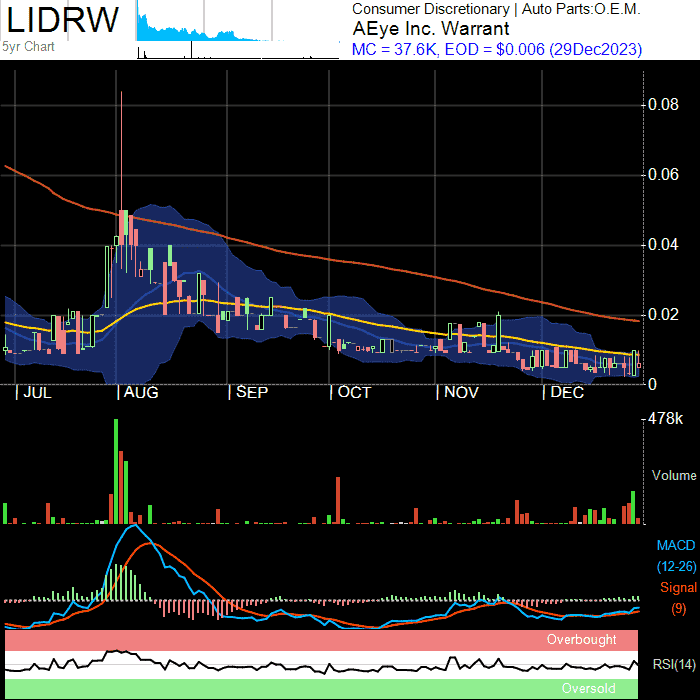 LIDRW
5yr Chart
Consumer Discretionary | Auto Parts:O.E.M.
AEye Inc. Warrant
MC = 37.6K, EOD = $0.006 (29Dec2023)
0.08
0.06
0.04
0.02
0
| JUL | AUG | SEP | OCT | NOV | DEC
478k
Volume
MACD
(12-26)
Signal
(9)
Overbought
RSI(14)
Oversold